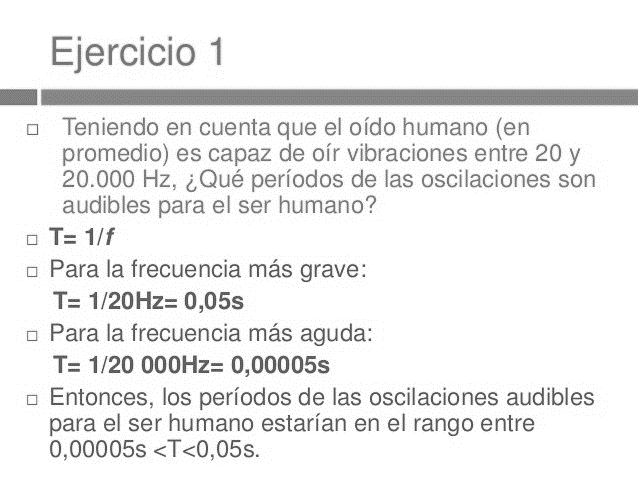 Ejercicio 1
Teniendo en cuenta que el oído humano (en
promedio) es capaz de oír vibraciones entre 20 y
20.000 Hz, ¿Qué períodos de las oscilaciones son
audibles para el ser humano?
T= 1/f
Para la frecuencia más grave:
T= 1/20Hz= 0,05s
Para la frecuencia más aguda:
T= 1/20 000Hz= 0,00005s
Entonces, los períodos de las oscilaciones audibles
para el ser humano estarían en el rango entre
0,00005s <T<0,05s.